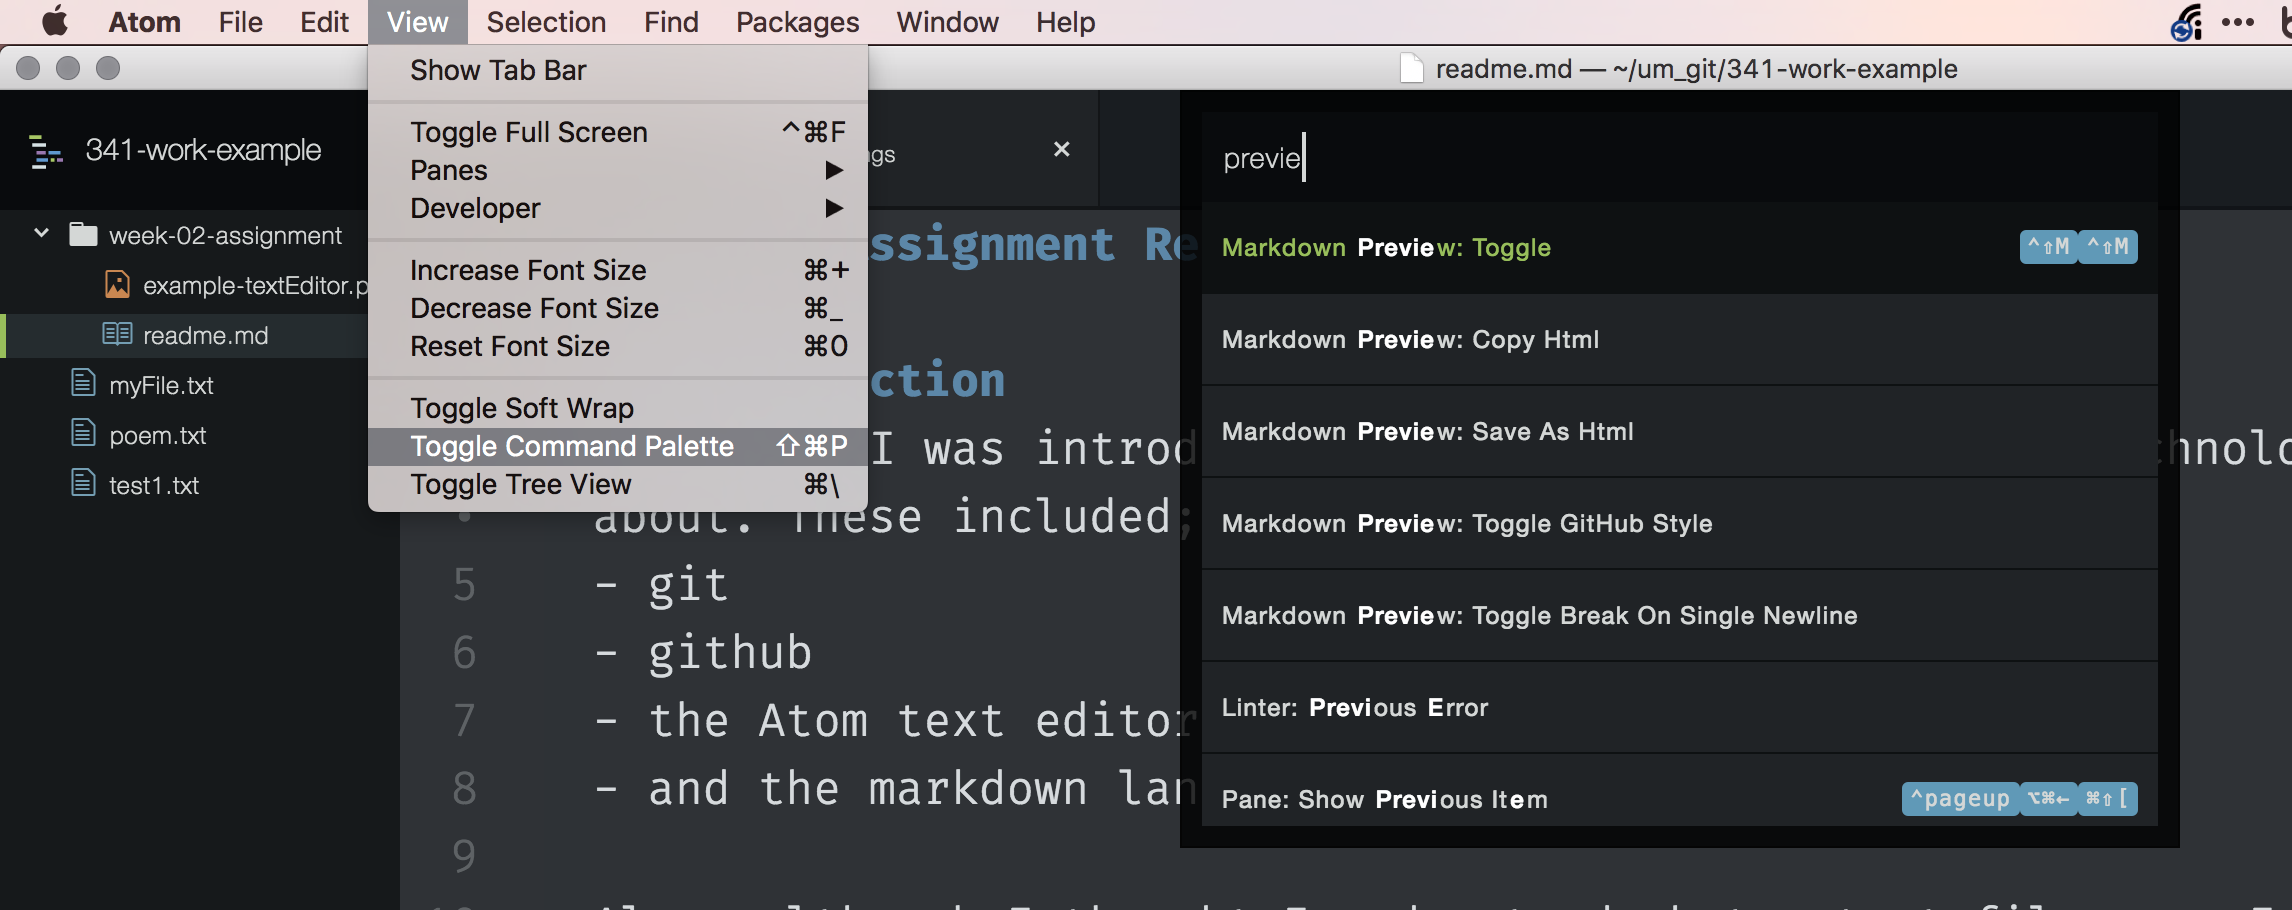 Atom File Edit View Selection Find Packages Window Help
readme.md — ~/um_git/341-work-example
341-work-example
week-02-assignment
example-textEditor.p
readme.md
myFile.txt
poem.txt
test1.txt
Show Tab Bar
Toggle Full Screen ^⌘F
Panes ▶
Developer ▶
Increase Font Size ⌘+
Decrease Font Size ⌘_
Reset Font Size ⌘0
Toggle Soft Wrap
Toggle Command Palette ⇧⌘P
Toggle Tree View ⌘\
ngs ×
ssignment Re
ction
I was introd
chnolo
about. These included;
5 - git
6 - github
7 - the Atom text editor
8 - and the markdown lan
9
previe
Markdown Preview: Toggle ^⇧M ^⇧M
Markdown Preview: Copy Html
Markdown Preview: Save As Html
Markdown Preview: Toggle GitHub Style
Markdown Preview: Toggle Break On Single Newline
Linter: Previous Error
Pane: Show Previous Item ^pageup ⌥⌘← ⌘⇧[